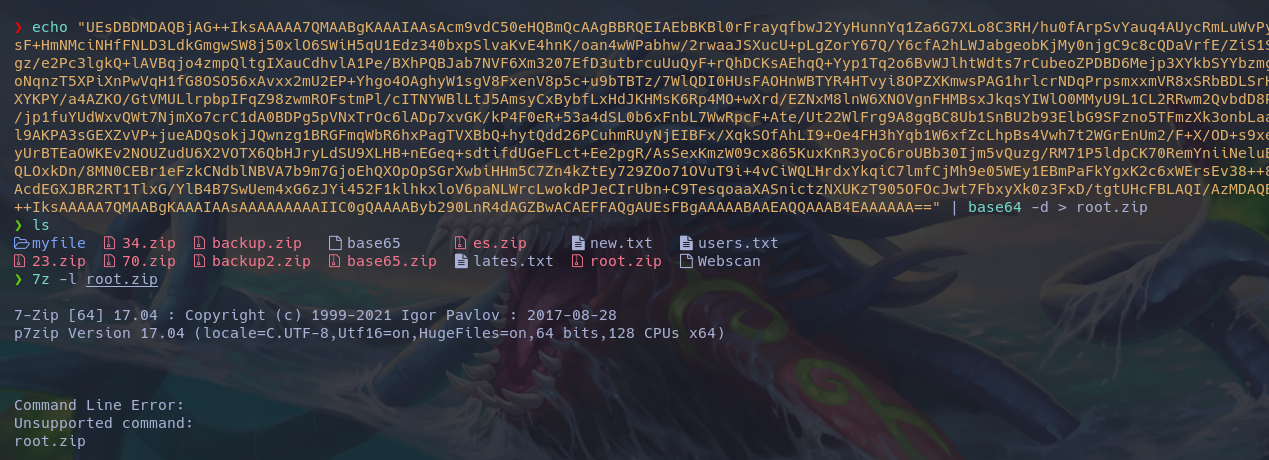 ❯ echo "UEsDBDMDAQBjAG++IksAAAAA7QMAABgKAAAIAAsAcm9vdC50eHQBmQcAAgBBRQEIAEbBKBl0rFrayqfbwJ2YyHunnYq1Za6G7XLo8C3RH/hu0fArpSvYauq4AUycRmLuWvPy
sF+HmNMciNHfFNLD3LdkGmgwSW8j50xlO6SWiH5qU1Edz340bxpSlvaKvE4hnK/oan4wWPabhw/2rwaaJSXucU+pLgZorY67Q/Y6cfA2hLWJabgeobKjMy0njgC9c8cQDaVrfE/ZiS1S
gz/e2Pc3lgkQ+lAVBqjo4zmpQltgIXauCdhvlA1Pe/BXhPQBJab7NVF6Xm3207EfD3utbrcuUuQyF+rQhDCKsAEhqQ+Yyp1Tq2o6BvWJlhtWdts7rCubeoZPDBD6Mejp3XYkbSYYbzmg
oNqnzT5XPiXnPwVqH1fG8OSO56xAvxx2mU2EP+Yhgo4OAghyW1sgV8FxenV8p5c+u9bTBTz/7WlQDI0HUsFAOHnWBTYR4HTvyi8OPZXKmwsPAG1hrlcrNDqPrpsmxxmVR8xSRbBDLSrH
XYKPY/a4AZKO/GtVMULlrpbpIFqZ98zwmROFstmPl/cITNYWBlLtJ5AmsyCxBybfLxHdJKHMsK6Rp4MO+wXrd/EZNxM8lnW6XNOVgnFHMBsxJkqsYIWlO0MMyU9L1CL2RRwm2QvbdD8P
/jp1fuYUdWxvQWt7NjmXo7crC1dA0BDPg5pVNxTrOc6lADp7xvGK/kP4F0eR+53a4dSL0b6xFnbL7WwRpcF+Ate/Ut22WlFrg9A8gqBC8Ub1SnBU2b93ElbG9SFzno5TFmzXk3onbLaa
l9AKPA3sGEXZvVP+jueADQsokjJQwnzg1BRGFmqWbR6hxPagTVXBbQ+hytQdd26PCuhmRUyNjEIBFx/XqkSOfAhLI9+Oe4FH3hYqb1W6xfZcLhpBs4Vwh7t2WGrEnUm2/F+X/OD+s9xe
yUrBTEaOWKEv2NOUZudU6X2VOTX6QbHJryLdSU9XLHB+nEGeq+sdtifdUGeFLct+Ee2pgR/AsSexKmzW09cx865KuxKnR3yoC6roUBb30Ijm5vQuzg/RM71P5ldpCK70RemYniiNeluE
QLOxkDn/8MN0CEBr1eFzkCNdblNBVA7b9m7GjoEhQXOpOpSGrXwbiHHm5C7Zn4kZtEy729ZOo71OVuT9i+4vCiWQLHrdxYkqiC7lmfCjMh9e05WEy1EBmPaFkYgxK2c6xWErsEv38++8
AcdEGXJBR2RT1TlxG/YlB4B7SwUem4xG6zJYi452F1klhkxloV6paNLWrcLwokdPJeCIrUbn+C9TesqoaaXASnictzNXUKzT905OFOcJwt7FbxyXk0z3FxD/tgtUHcFBLAQI/AzMDAQB
++IksAAAAA7QMAABgKAAAIAAsAAAAAAAAAIIC0gQAAAAByb290LnR4dAGZBwACAEFFAQgAUEsFBgAAAAABAAEAQQAAAB4EAAAAAA==" | base64 -d > root.zip
❯ ls
myfile 34.zip backup.zip base65 es.zip new.txt users.txt
23.zip 70.zip backup2.zip base65.zip lates.txt root.zip Webscan
❯ 7z -l root.zip
7-Zip [64] 17.04 : Copyright (c) 1999-2021 Igor Pavlov : 2017-08-28
p7zip Version 17.04 (locale=C.UTF-8,Utf16=on,HugeFiles=on,64 bits,128 CPUs x64)
Command Line Error:
Unsupported command:
root.zip